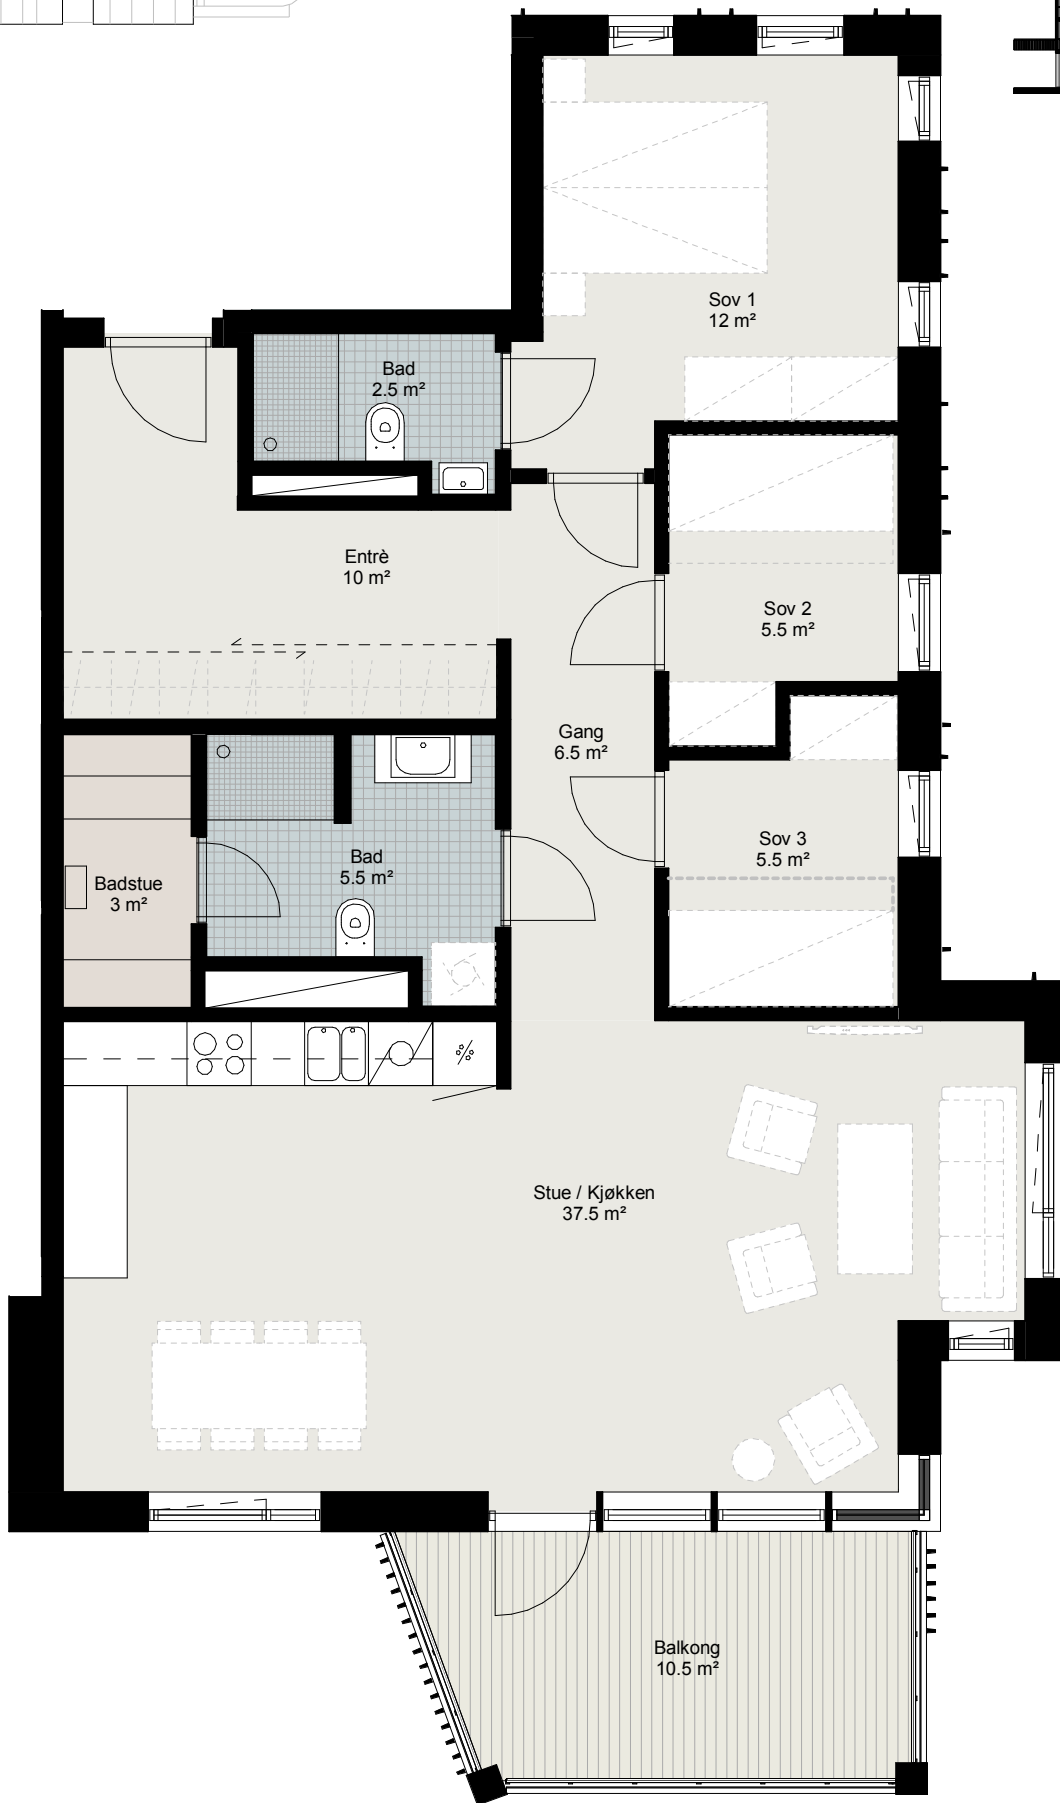 Sov 1
12 m²
Bad
2.5 m²
Entrè
10 m²
Sov 2
5.5 m²
Gang
6.5 m²
Sov 3
5.5 m²
Bad
5.5 m²
Badstue
3 m²
Stue / Kjøkken
37.5 m²
Balkong
10.5 m²